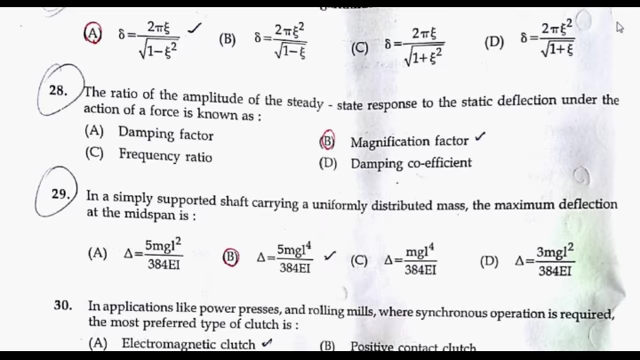 (A) δ=2πξ/√1−ξ² ✓ (B) δ=2πξ²/√1−ξ (C) δ=2πξ/√1+ξ² (D) δ=2πξ²/√1+ξ
28. The ratio of the amplitude of the steady - state response to the static deflection under the
action of a force is known as :
(A) Damping factor (B) Magnification factor ✓
(C) Frequency ratio (D) Damping co-efficient
29. In a simply supported shaft carrying a uniformly distributed mass, the maximum deflection
at the midspan is :
(A) Δ=5mgl²/384EI (B) Δ=5mgl⁴/384EI ✓ (C) Δ=mgl⁴/384EI (D) Δ=3mgl²/384EI
30. In applications like power presses, and rolling mills, where synchronous operation is required,
the most preferred type of clutch is :
(A) Electromagnetic clutch ✓ (B) Positive contact clutch